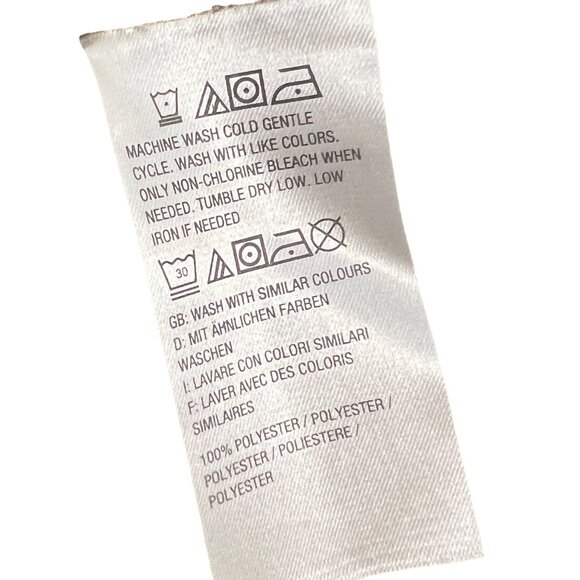 MACHINE WASH COLD GENTLE
CYCLE. WASH WITH LIKE COLORS.
ONLY NON-CHLORINE BLEACH WHEN
NEEDED. TUMBLE DRY LOW. LOW
IRON IF NEEDED
30
GB: WASH WITH SIMILAR COLOURS
D: MIT ÄHNLICHEN FARBEN
WASCHEN
I: LAVARE CON COLORI SIMILARI
F: LAVER AVEC DES COLORIS
SIMILAIRES
100% POLYESTER / POLYESTER /
POLYESTER / POLIESTERE /
POLYESTER